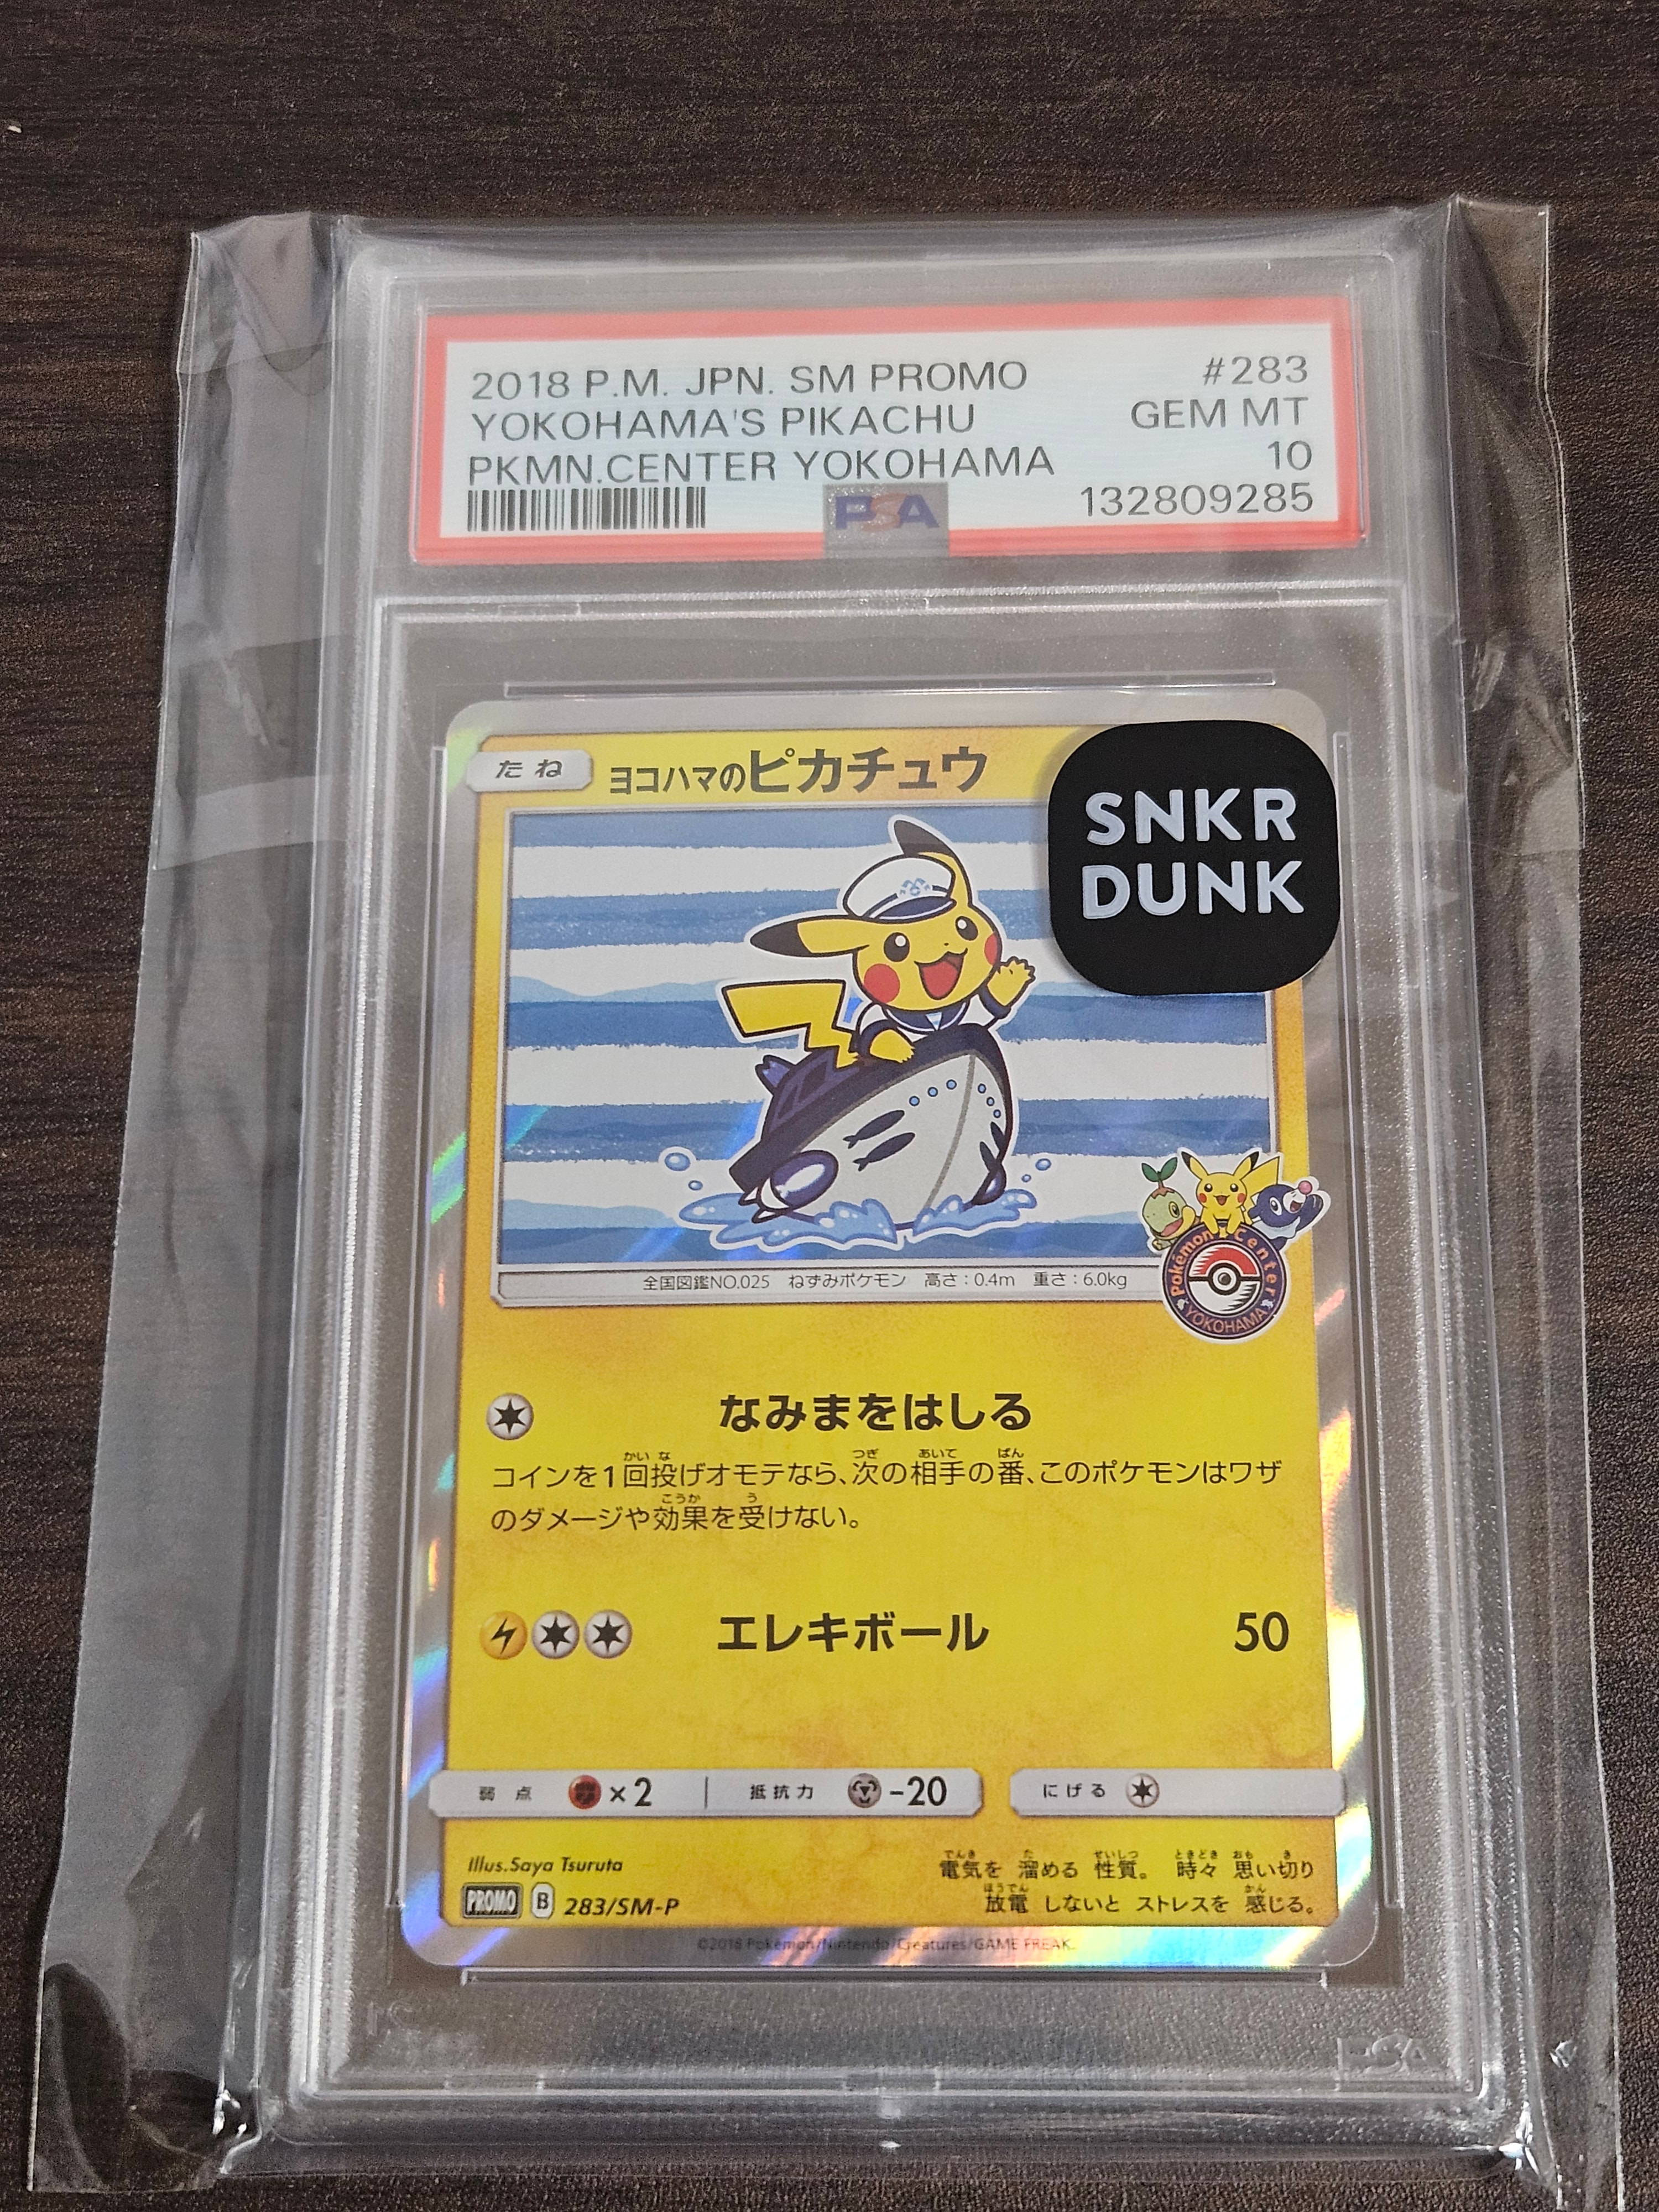 2018 P.M. JPN. SM PROMO #283
YOKOHAMA'S PIKACHU GEM MT
PKMN.CENTER YOKOHAMA 10
PSA 132809285
たね ヨコハマのピカチュウ
SNKR
DUNK
全国図鑑NO.025 ねずみポケモン 高さ:0.4m 重さ:6.0kg
Pokémon Center
YOKOHAMA
なみまをはしる
コインを1回投げオモテなら、次の相手の番、このポケモンはワザ
のダメージや効果を受けない。
エレキボール 50
弱点 ×2 抵抗力 -20 にげる
Illus.Saya Tsuruta
電気を 溜める 性質。 時々 思い切り
放電 しないと ストレスを 感じる。
PROMO B 283/SM-P
©2018 Pokémon/Nintendo/Creatures/GAME FREAK.
PSA